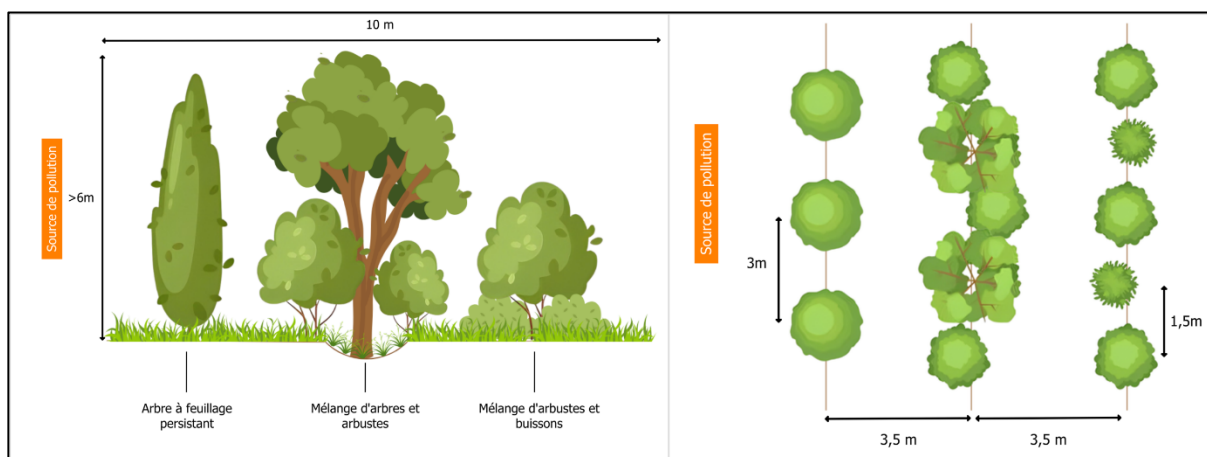 10 m
Source de pollution
>6m
Arbre à feuillage
persistant
Mélange d'arbres et
arbustes
Mélange d'arbustes et
buissons
Source de pollution
3m
1,5m
3,5 m
3,5 m